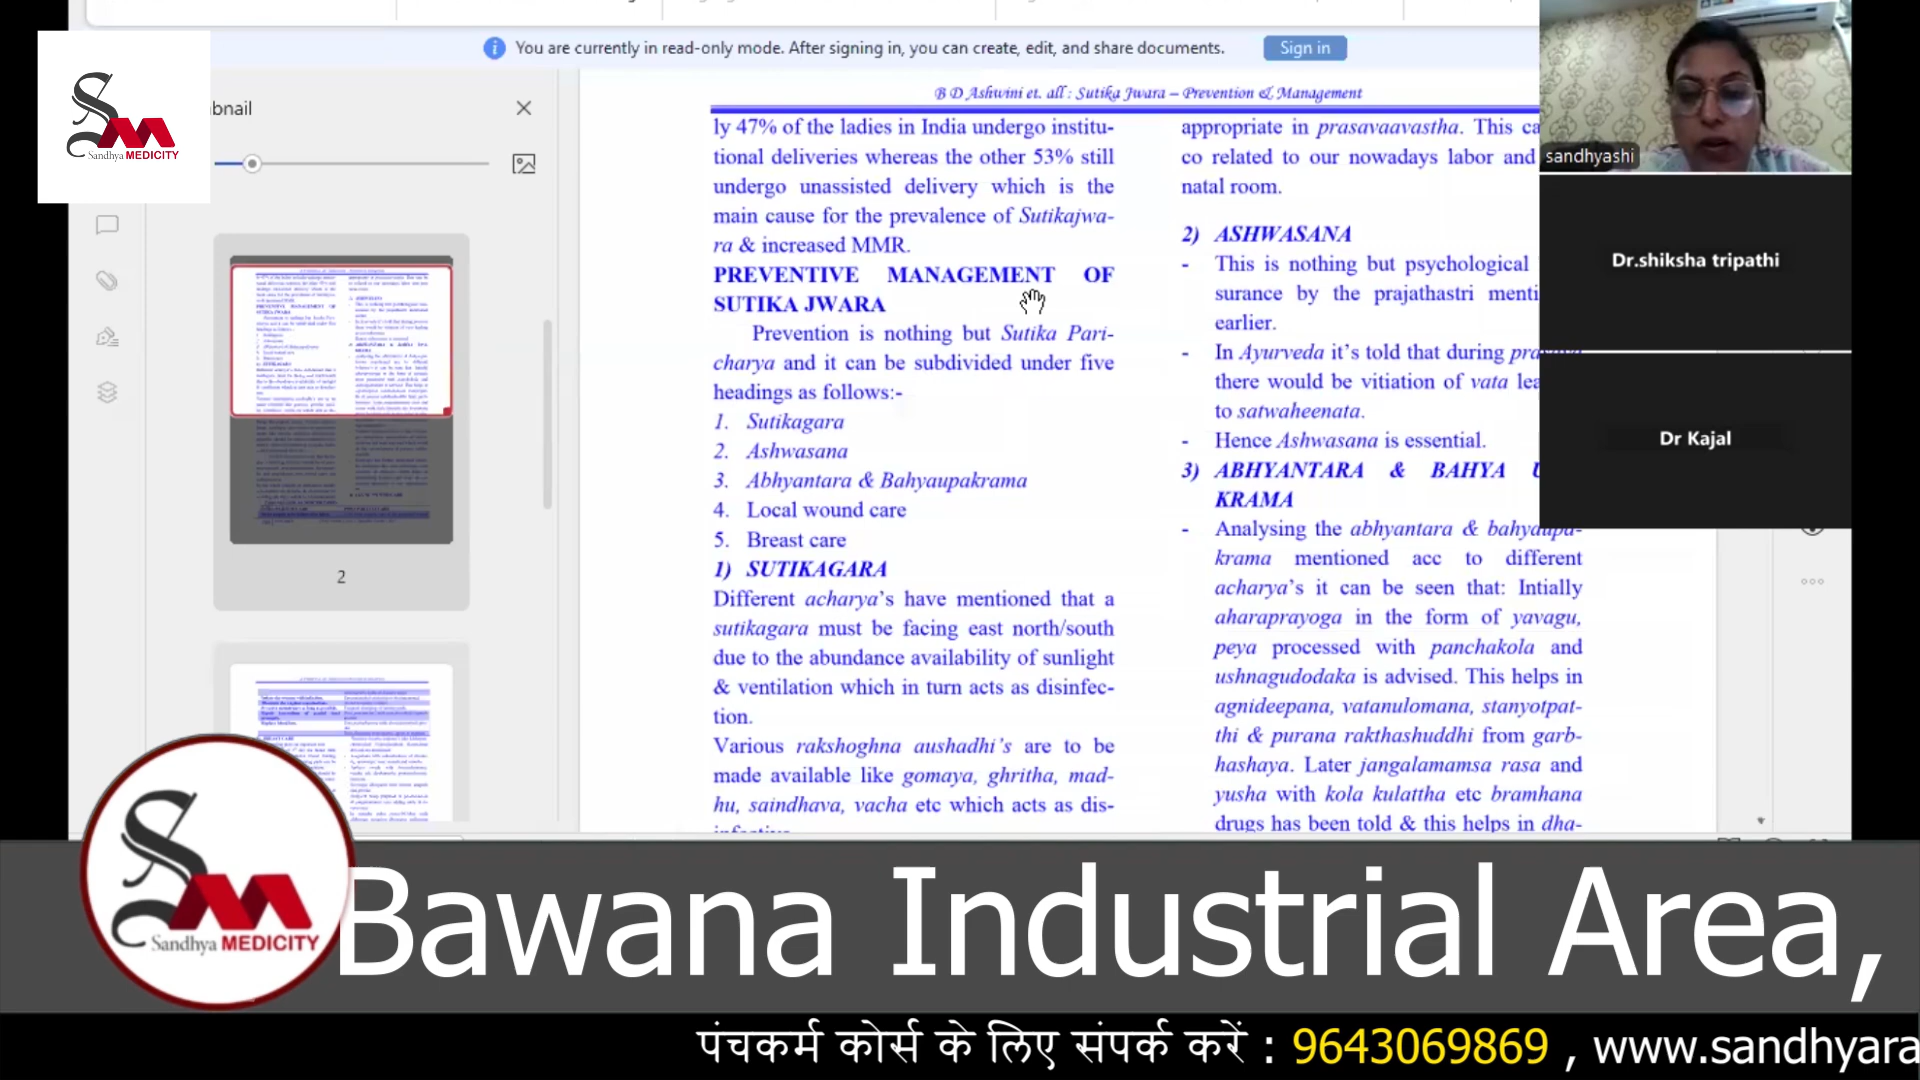 You are currently in read-only mode. After signing in, you can create, edit, and share documents.
Sign in
Sandhya MEDICITY
bnail
2
B D Ashwini et. all : Sutika Jwara – Prevention & Management
ly 47% of the ladies in India undergo institu-
tional deliveries whereas the other 53% still
undergo unassisted delivery which is the
main cause for the prevalence of Sutikajwa-
ra & increased MMR.
PREVENTIVE MANAGEMENT OF
SUTIKA JWARA
Prevention is nothing but Sutika Pari-
charya and it can be subdivided under five
headings as follows:-
1. Sutikagara
2. Ashwasana
3. Abhyantara & Bahyaupakrama
4. Local wound care
5. Breast care
1) SUTIKAGARA
Different acharya's have mentioned that a
sutikagara must be facing east north/south
due to the abundance availability of sunlight
& ventilation which in turn acts as disinfec-
tion.
Various rakshoghna aushadhi's are to be
made available like gomaya, ghritha, mad-
hu, saindhava, vacha etc which acts as dis-
appropriate in prasavaavastha. This ca
co related to our nowadays labor and
natal room.
2) ASHWASANA
- This is nothing but psychological
surance by the prajathastri menti
earlier.
- In Ayurveda it's told that during
there would be vitiation of vata lea
to satwaheenata.
- Hence Ashwasana is essential.
3) ABHYANTARA & BAHYA U
KRAMA
- Analysing the abhyantara & bahyaupa-
krama mentioned acc to different
acharya's it can be seen that: Intially
aharaprayoga in the form of yavagu,
peya processed with panchakola and
ushnagudodaka is advised. This helps in
agnideepana, vatanulomana, stanyotpat-
thi & purana rakthashuddhi from garb-
hashaya. Later jangalamamsa rasa and
yusha with kola kulattha etc bramhana
drugs has been told & this helps in dha-
sandhyashi
Dr.shiksha tripathi
Dr Kajal
Sandhya MEDICITY
Bawana Industrial Area,
पंचकर्म कोर्स के लिए संपर्क करें : 9643069869 , www.sandhyara